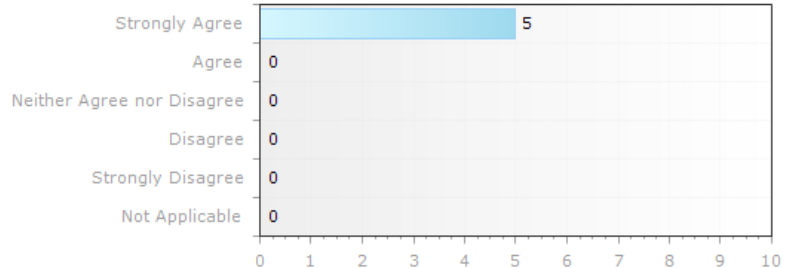 Strongly Agree 5
Agree 0
Neither Agree nor Disagree 0
Disagree 0
Strongly Disagree 0
Not Applicable 0
0 1 2 3 4 5 6 7 8 9 10